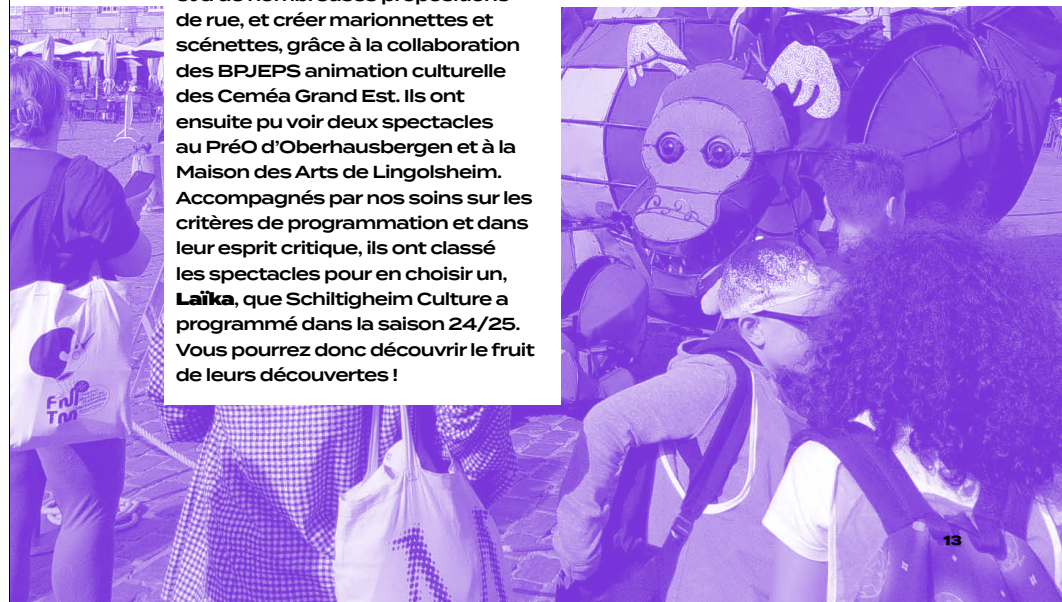 et à de nombreuses propositions
de rue, et créer marionnettes et
scénettes, grâce à la collaboration
des BPJEPS animation culturelle
des Ceméa Grand Est. Ils ont
ensuite pu voir deux spectacles
au PréO d’Oberhausbergen et à la
Maison des Arts de Lingolsheim.
Accompagnés par nos soins sur les
critères de programmation et dans
leur esprit critique, ils ont classé
les spectacles pour en choisir un,
Laïka, que Schiltigheim Culture a
programmé dans la saison 24/25.
Vous pourrez donc découvrir le fruit
de leurs découvertes !
13